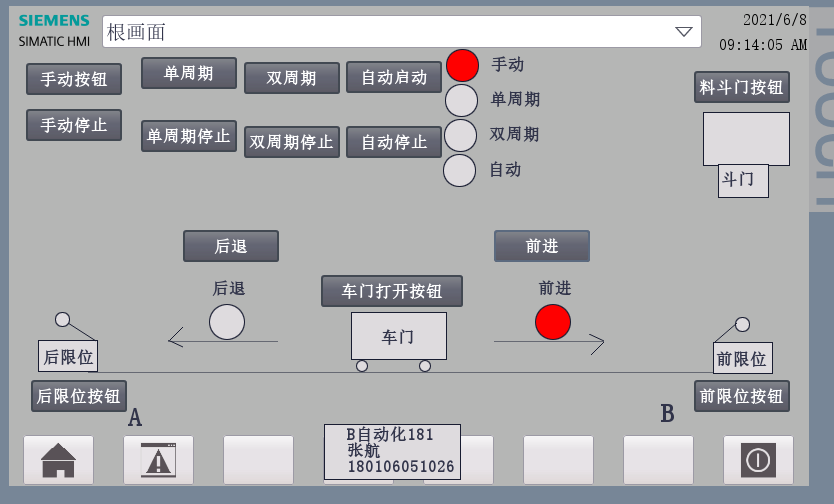 SIEMENS
SIMATIC HMI
根画面
2021/6/8
09:14:05 AM
TOUCH
手动按钮
单周期
双周期
自动启动
手动
单周期
料斗门按钮
手动停止
单周期停止
双周期停止
自动停止
双周期
自动
斗门
后退
前进
后退
车门打开按钮
前进
车门
后限位
前限位
后限位按钮
前限位按钮
A
B
B自动化181
张航
180106051026